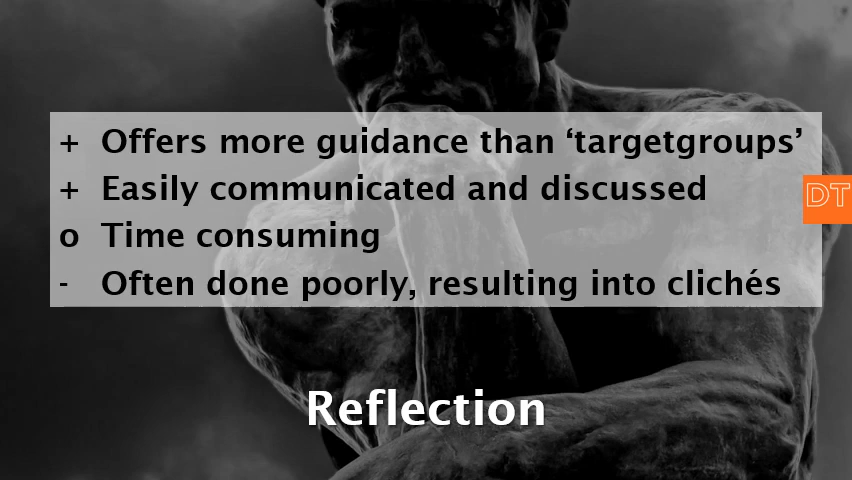 + Offers more guidance than ‘targetgroups’
+ Easily communicated and discussed
o Time consuming
- Often done poorly, resulting into clichés
DT
Reflection